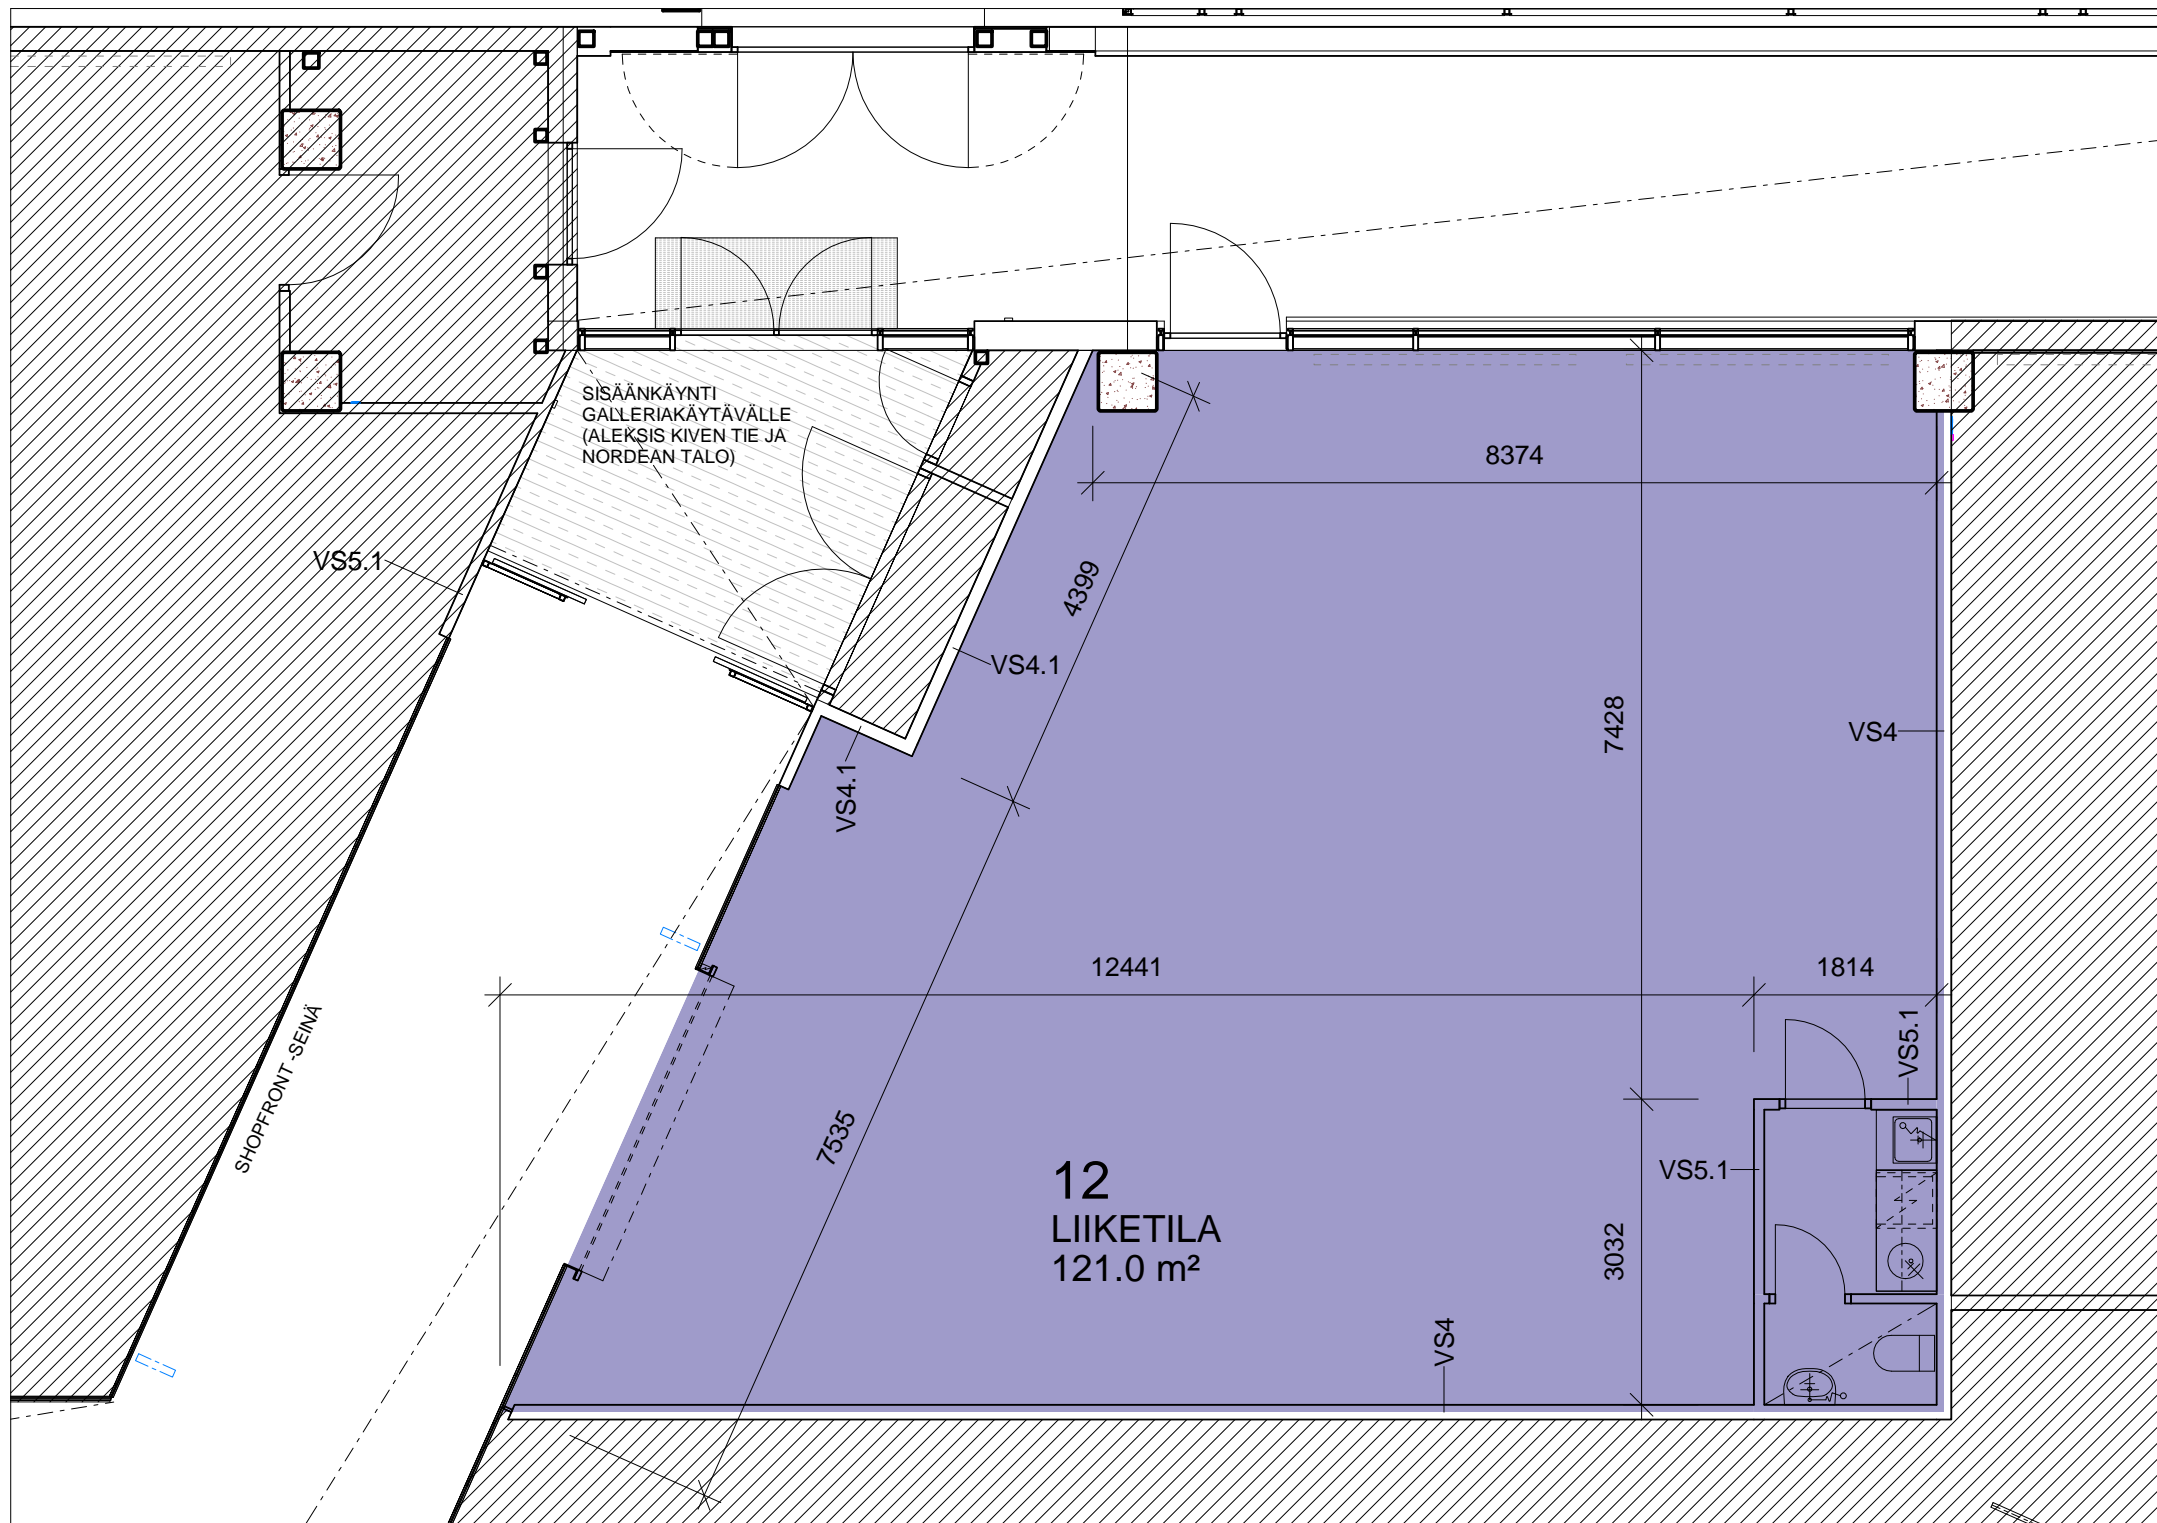 SISÄÄNKÄYNTI
GALLERIAKÄYTÄVÄLLE
(ALEKSIS KIVEN TIE JA
NORDEAN TALO)
8374
VS5.1
4399
VS4.1
7428
VS4
VS4.1
12441
1814
SHOPFRONT -SEINÄ
VS5.1
7535
12
LIIKETILA
121.0 m²
VS5.1
3032
VS4